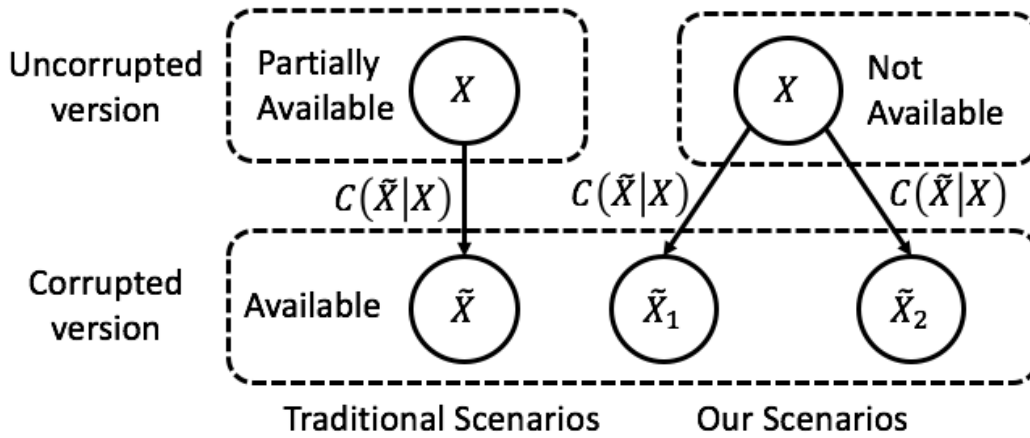 Uncorrupted
version
Partially
Available
X
X
Not
Available
C(X̃|X)
C(X̃|X)
C(X̃|X)
Corrupted
version
Available
X̃
X̃₁
X̃₂
Traditional Scenarios
Our Scenarios